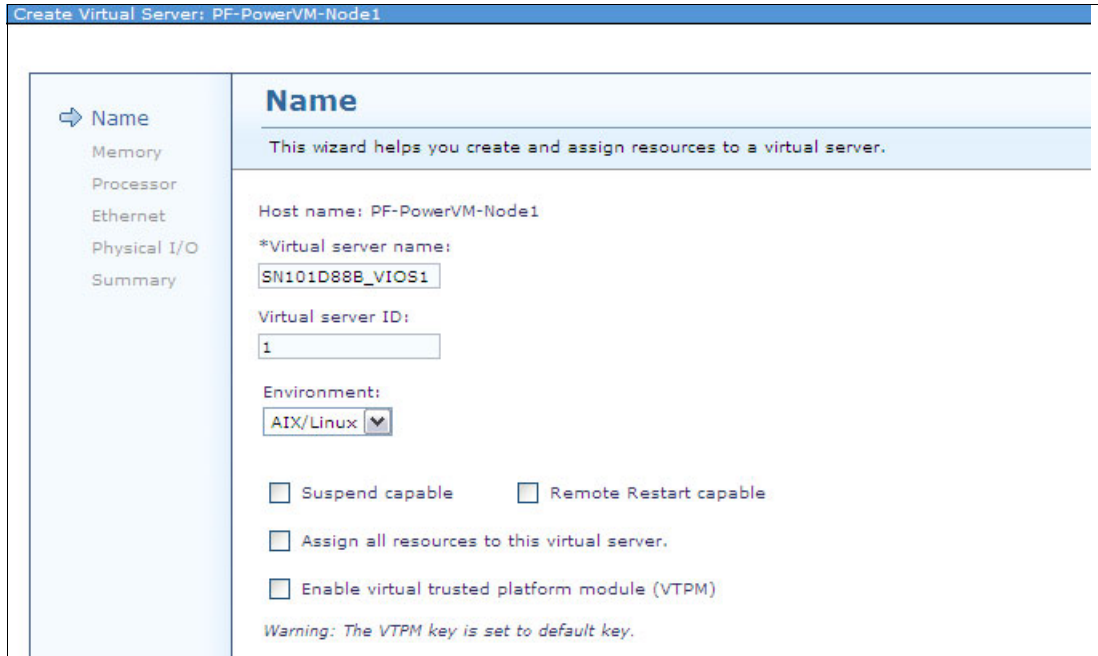 Create Virtual Server: PF-PowerVM-Node1
Name
Memory
Processor
Ethernet
Physical I/O
Summary
Name
This wizard helps you create and assign resources to a virtual server.
Host name: PF-PowerVM-Node1
*Virtual server name:
SN101D88B_VIOS1
Virtual server ID:
1
Environment:
AIX/Linux
Suspend capable Remote Restart capable
Assign all resources to this virtual server.
Enable virtual trusted platform module (VTPM)
Warning: The VTPM key is set to default key.